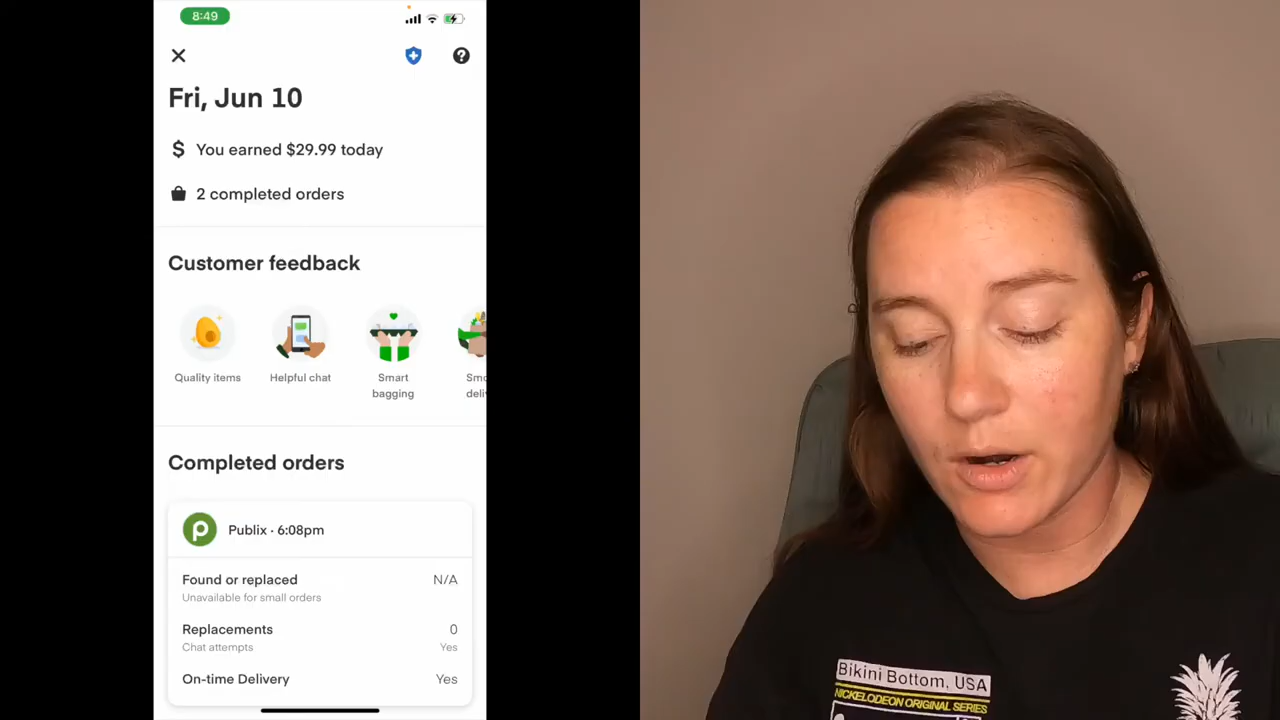 8:49
Fri, Jun 10
$ You earned $29.99 today
2 completed orders
Customer feedback
Quality items
Helpful chat
Smart
bagging
Smo
deli
Completed orders
Publix · 6:08pm
Found or replaced N/A
Unavailable for small orders
Replacements 0
Chat attempts Yes
On-time Delivery Yes
Bikini Bottom, USA
NICKELODEON ORIGINAL SERIES